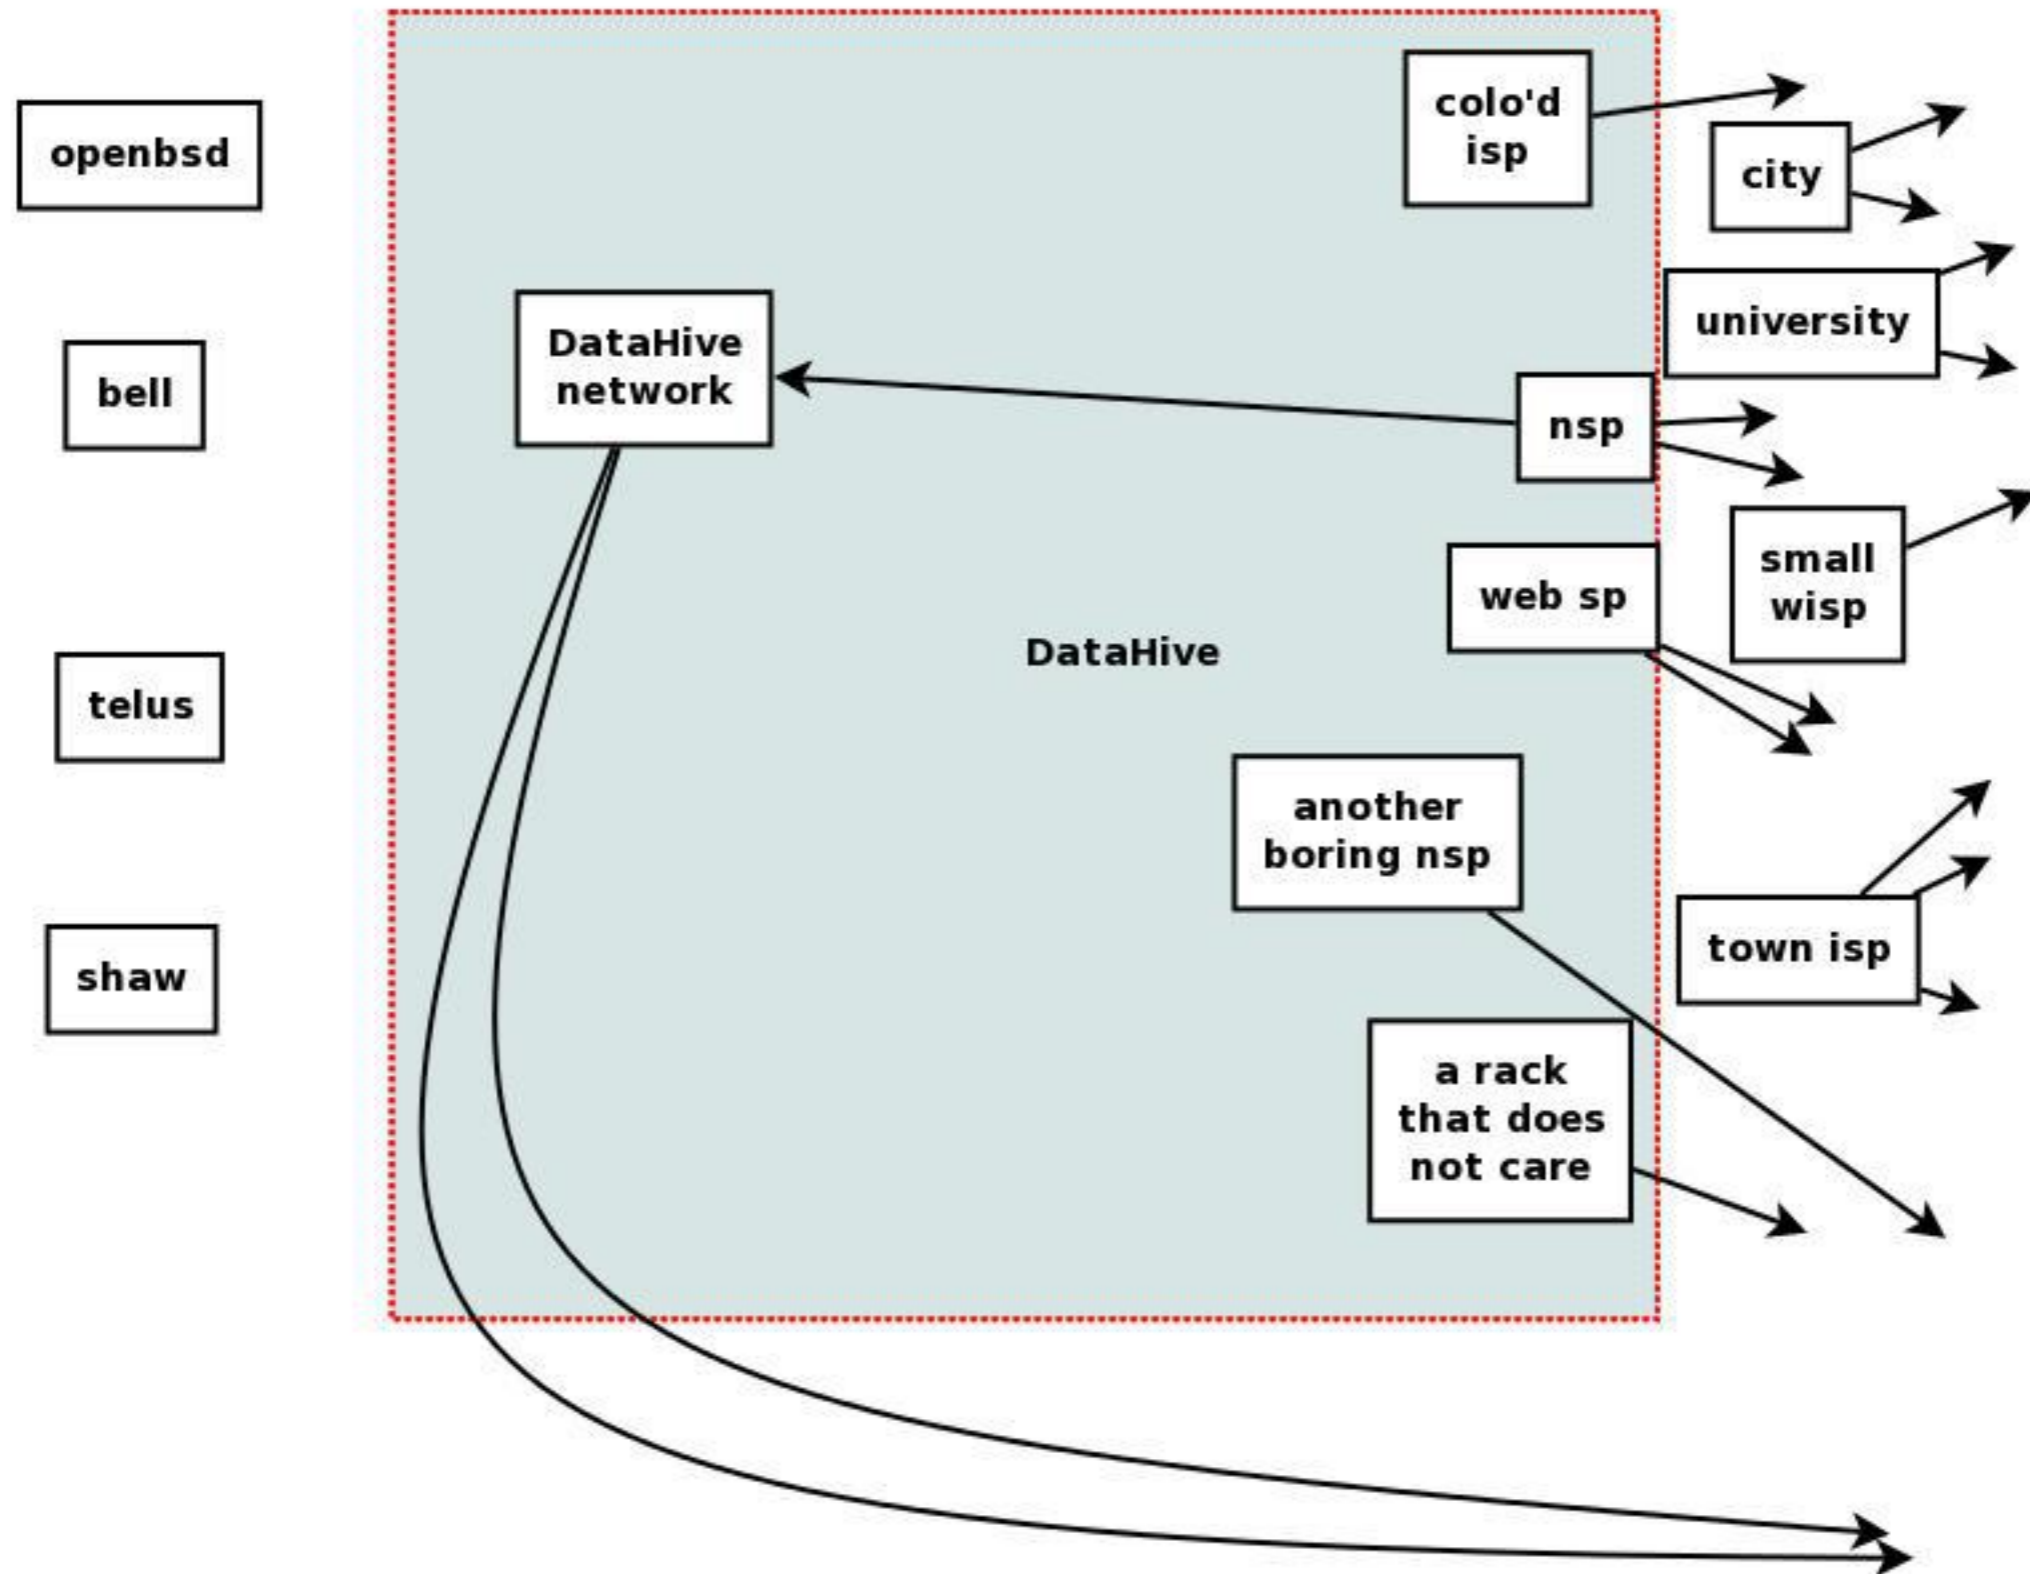 openbsd
bell
telus
shaw
DataHive
network
DataHive
colo'd
isp
nsp
web sp
another
boring nsp
a rack
that does
not care
city
university
small
wisp
town isp